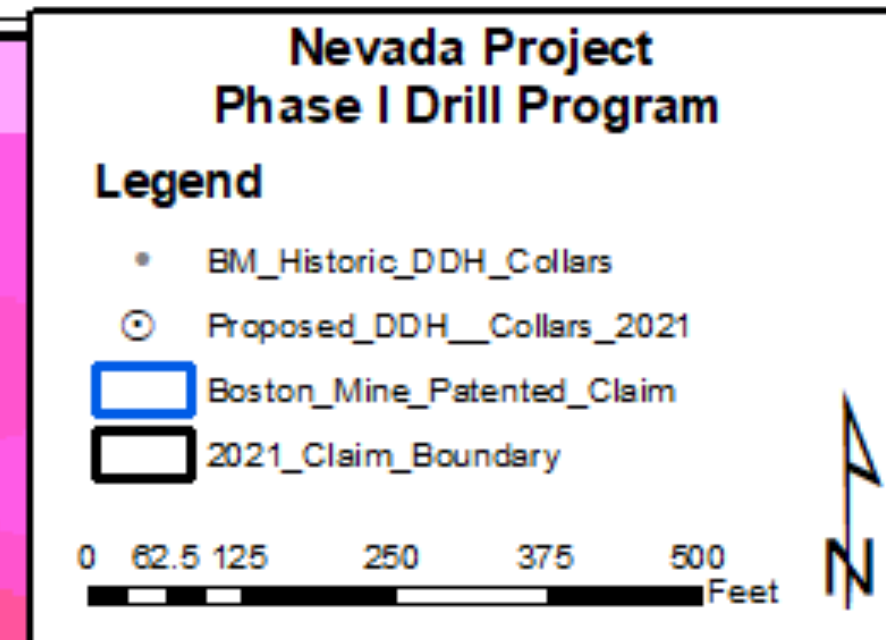 Nevada Project
Phase I Drill Program
Legend
BM_Historic_DDH_Collars
Proposed_DDH__Collars_2021
Boston_Mine_Patented_Claim
2021_Claim_Boundary
0 62.5 125 250 375 500
Feet
N